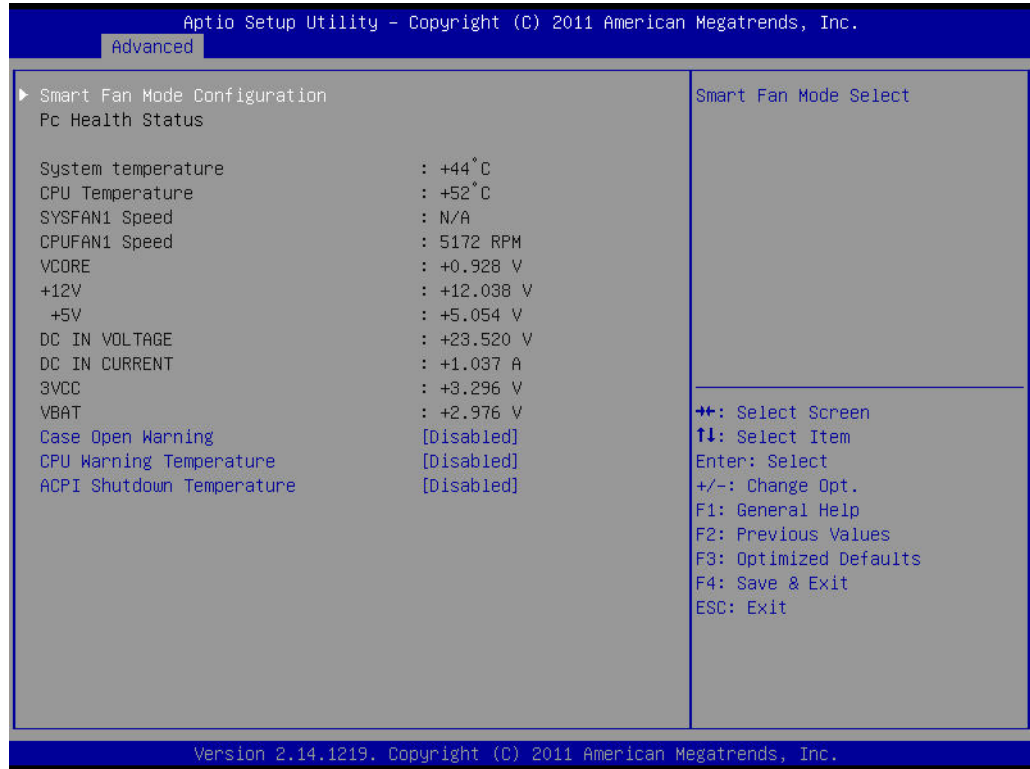 Aptio Setup Utility – Copyright (C) 2011 American Megatrends, Inc.
Advanced
▶ Smart Fan Mode Configuration
Pc Health Status
System temperature : +44°C
CPU Temperature : +52°C
SYSFAN1 Speed : N/A
CPUFAN1 Speed : 5172 RPM
VCORE : +0.928 V
+12V : +12.038 V
+5V : +5.054 V
DC IN VOLTAGE : +23.520 V
DC IN CURRENT : +1.037 A
3VCC : +3.296 V
VBAT : +2.976 V
Case Open Warning [Disabled]
CPU Warning Temperature [Disabled]
ACPI Shutdown Temperature [Disabled]
Smart Fan Mode Select
→←: Select Screen
↑↓: Select Item
Enter: Select
+/-: Change Opt.
F1: General Help
F2: Previous Values
F3: Optimized Defaults
F4: Save & Exit
ESC: Exit
Version 2.14.1219. Copyright (C) 2011 American Megatrends, Inc.